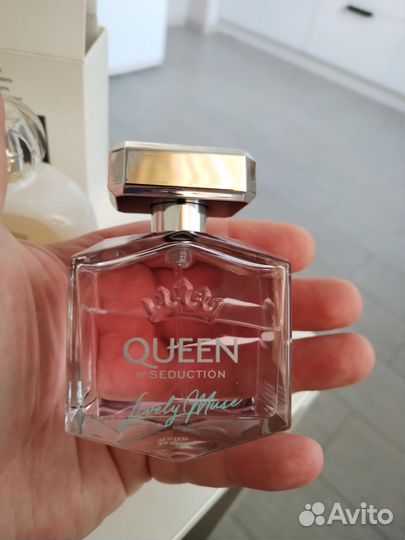 QUEEN
OF SEDUCTION
Lovely Muse
Avito